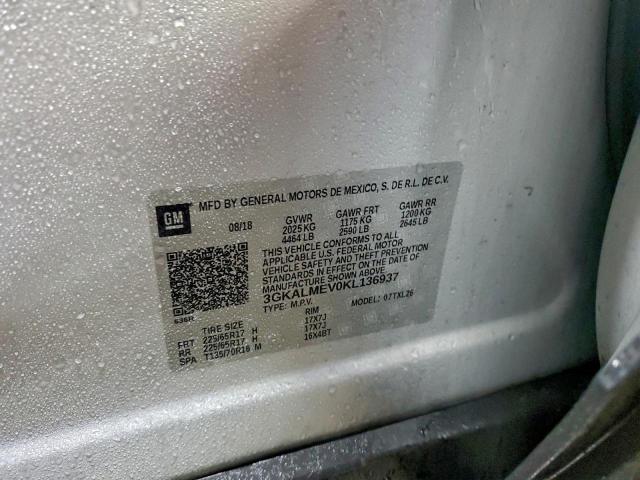 GM
MFD BY GENERAL MOTORS DE MEXICO, S. DE R.L. DE C.V.
08/18 GVWR GAWR FRT GAWR RR
2025 KG 1175 KG 1200 KG
4464 LB 2590 LB 2645 LB
THIS VEHICLE CONFORMS TO ALL
APPLICABLE U.S. FEDERAL MOTOR
VEHICLE SAFETY, BUMPER, AND THEFT
PREVENTION STANDARDS IN EFFECT ON
THE DATE OF MANUFACTURE SHOWN ABOVE.
3GKALMEV0KL136937
TYPE: M.P.V. MODEL: 07TXL26
TIRE SIZE RIM
FRT 225/65R17 H 17X7J
RR 225/65R17 H 17X7J
SPA T135/70R16 M 16X4BT